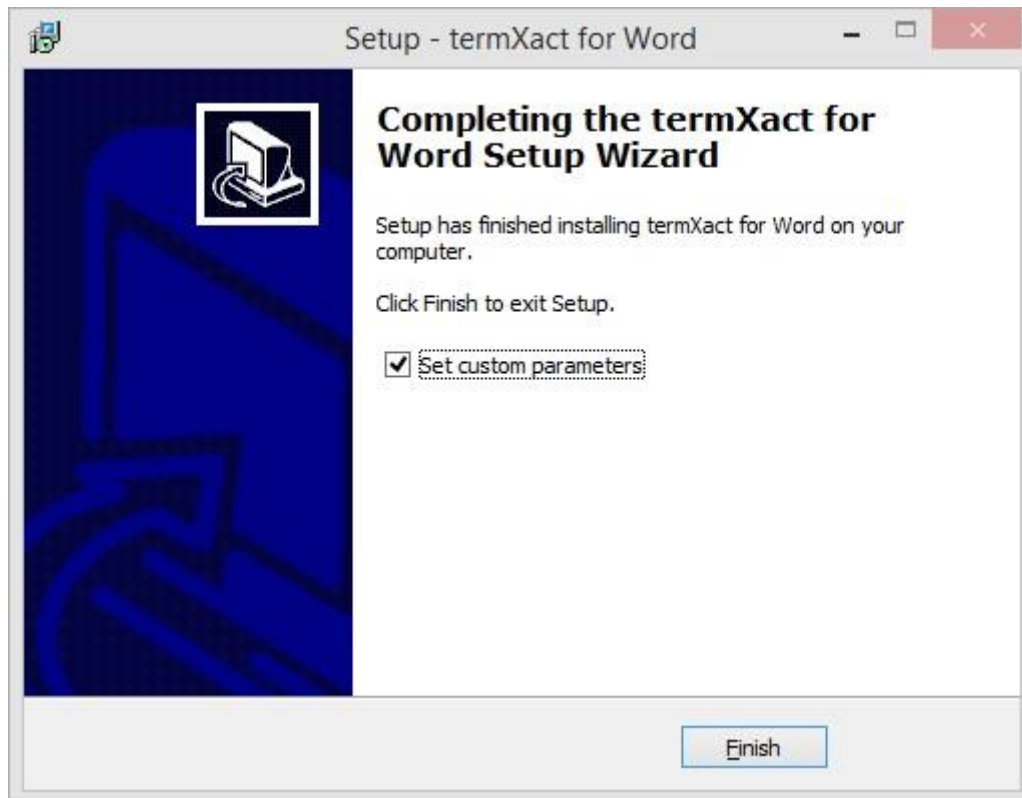 Setup - termXact for Word
Completing the termXact for
Word Setup Wizard
Setup has finished installing termXact for Word on your
computer.
Click Finish to exit Setup.
Set custom parameters
Finish